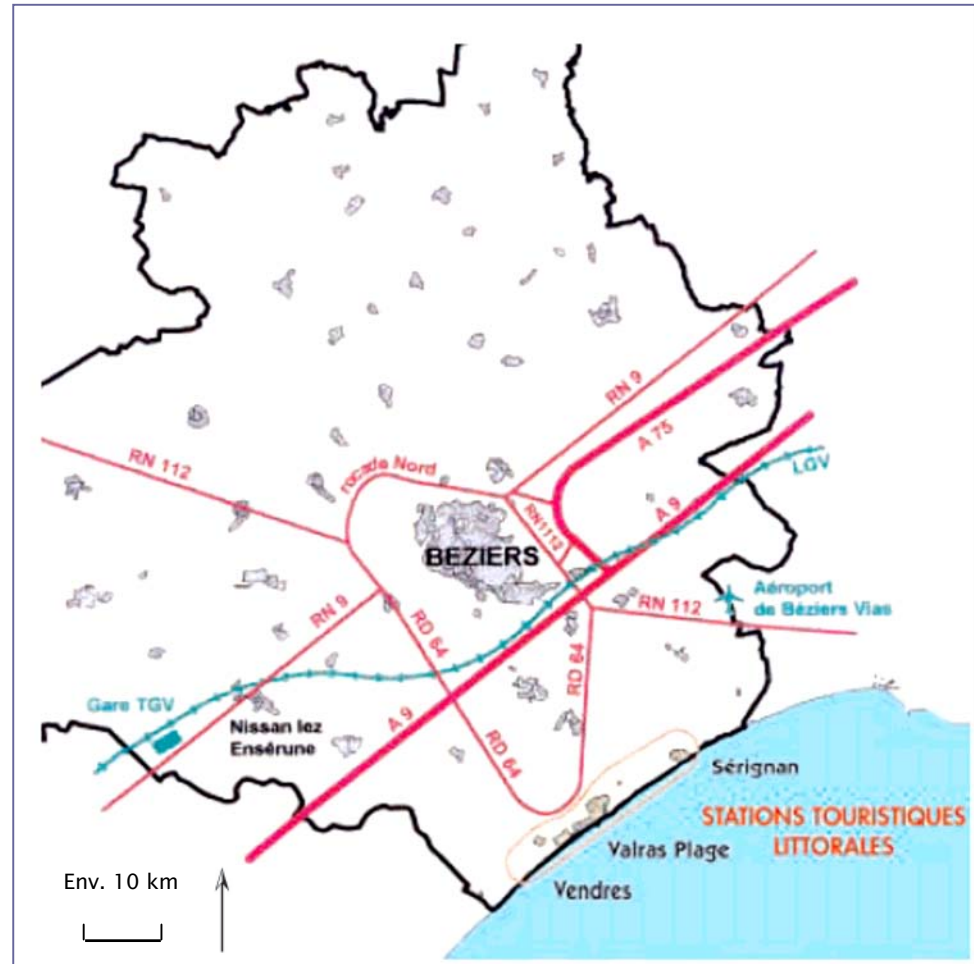 RN 9
A 75
LGV
RN 112
rocade Nord
A 9
RN1112
BEZIERS
Aéroport
de Béziers Vias
RN 112
RN 9
RD 64
RD 64
Gare TGV
A 9
Nissan lez
Ensérune
RD 64
Sérignan
STATIONS TOURISTIQUES
LITTORALES
Valras Plage
Env. 10 km
Vendres